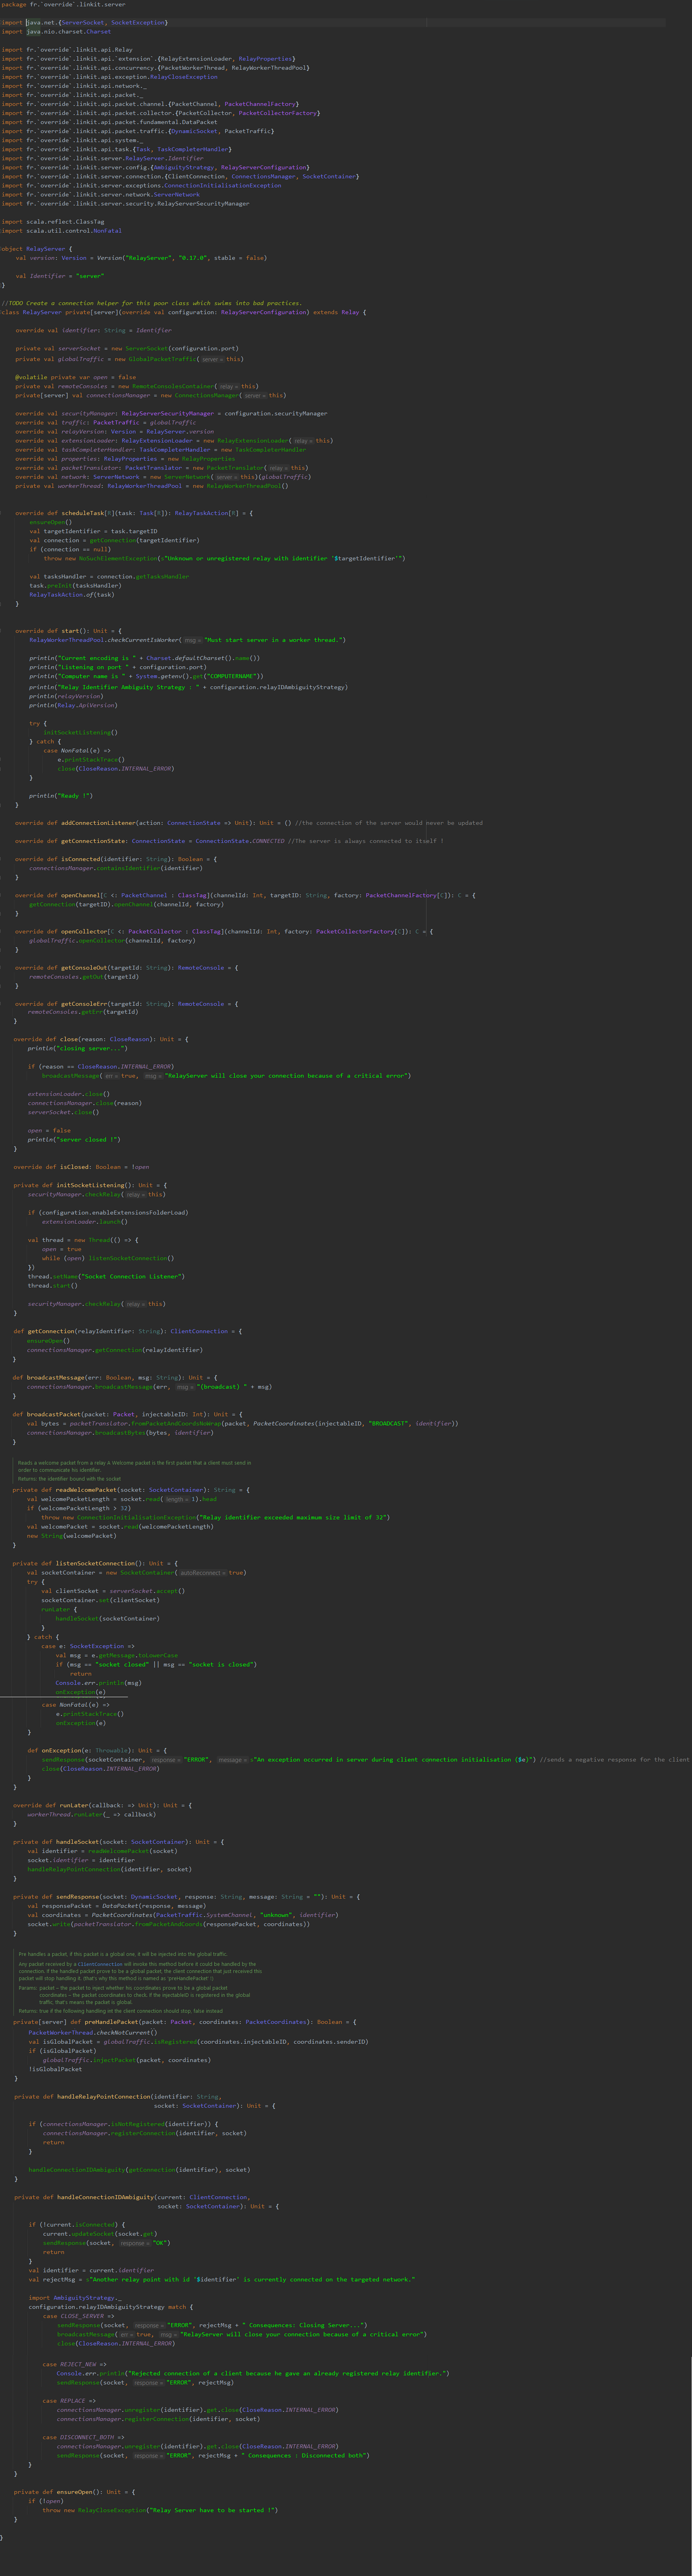 package fr.`override`.linkit.server
import java.net.{ServerSocket, SocketException}
import java.nio.charset.Charset
import fr.`override`.linkit.api.Relay
import fr.`override`.linkit.api.`extension`.{RelayExtensionLoader, RelayProperties}
import fr.`override`.linkit.api.concurrency.{PacketWorkerThread, RelayWorkerThreadPool}
import fr.`override`.linkit.api.exception.RelayCloseException
import fr.`override`.linkit.api.network._
import fr.`override`.linkit.api.packet._
import fr.`override`.linkit.api.packet.channel.{PacketChannel, PacketChannelFactory}
import fr.`override`.linkit.api.packet.collector.{PacketCollector, PacketCollectorFactory}
import fr.`override`.linkit.api.packet.fundamental.DataPacket
import fr.`override`.linkit.api.packet.traffic.{DynamicSocket, PacketTraffic}
import fr.`override`.linkit.api.system._
import fr.`override`.linkit.api.task.{Task, TaskCompleterHandler}
import fr.`override`.linkit.server.RelayServer.Identifier
import fr.`override`.linkit.server.config.{AmbiguityStrategy, RelayServerConfiguration}
import fr.`override`.linkit.server.connection.{ClientConnection, ConnectionsManager, SocketContainer}
import fr.`override`.linkit.server.exceptions.ConnectionInitialisationException
import fr.`override`.linkit.server.network.ServerNetwork
import fr.`override`.linkit.server.security.RelayServerSecurityManager
import scala.reflect.ClassTag
import scala.util.control.NonFatal
object RelayServer {
val version: Version = Version("RelayServer", "0.17.0", stable = false)
val Identifier = "server"
}
//TODO Create a connection helper for this poor class which swims into bad practices.
class RelayServer private[server](override val configuration: RelayServerConfiguration) extends Relay {
override val identifier: String = Identifier
private val serverSocket = new ServerSocket(configuration.port)
private val globalTraffic = new GlobalPacketTraffic( server = this)
@volatile private var open = false
private val remoteConsoles = new RemoteConsolesContainer( relay = this)
private[server] val connectionsManager = new ConnectionsManager( server = this)
override val securityManager: RelayServerSecurityManager = configuration.securityManager
override val traffic: PacketTraffic = globalTraffic
override val relayVersion: Version = RelayServer.version
override val extensionLoader: RelayExtensionLoader = new RelayExtensionLoader( relay = this)
override val taskCompleterHandler: TaskCompleterHandler = new TaskCompleterHandler
override val properties: RelayProperties = new RelayProperties
override val packetTranslator: PacketTranslator = new PacketTranslator( relay = this)
override val network: ServerNetwork = new ServerNetwork( server = this)(globalTraffic)
private val workerThread: RelayWorkerThreadPool = new RelayWorkerThreadPool()
override def scheduleTask[R](task: Task[R]): RelayTaskAction[R] = {
ensureOpen()
val targetIdentifier = task.targetID
val connection = getConnection(targetIdentifier)
if (connection == null)
throw new NoSuchElementException(s"Unknown or unregistered relay with identifier '$targetIdentifier'")
val tasksHandler = connection.getTasksHandler
task.preInit(tasksHandler)
RelayTaskAction.of(task)
}
override def start(): Unit = {
RelayWorkerThreadPool.checkCurrentIsWorker( msg = "Must start server in a worker thread.")
println("Current encoding is " + Charset.defaultCharset().name())
println("Listening on port " + configuration.port)
println("Computer name is " + System.getenv().get("COMPUTERNAME"))
println("Relay Identifier Ambiguity Strategy : " + configuration.relayIDAmbiguityStrategy)
println(relayVersion)
println(Relay.ApiVersion)
try {
initSocketListening()
} catch {
case NonFatal(e) =>
e.printStackTrace()
close(CloseReason.INTERNAL_ERROR)
}
println("Ready !")
}
override def addConnectionListener(action: ConnectionState => Unit): Unit = () //the connection of the server would never be updated
override def getConnectionState: ConnectionState = ConnectionState.CONNECTED //The server is always connected to itself !
override def isConnected(identifier: String): Boolean = {
connectionsManager.containsIdentifier(identifier)
}
override def openChannel[C <: PacketChannel : ClassTag](channelId: Int, targetID: String, factory: PacketChannelFactory[C]): C = {
getConnection(targetID).openChannel(channelId, factory)
}
override def openCollector[C <: PacketCollector : ClassTag](channelId: Int, factory: PacketCollectorFactory[C]): C = {
globalTraffic.openCollector(channelId, factory)
}
override def getConsoleOut(targetId: String): RemoteConsole = {
remoteConsoles.getOut(targetId)
}
override def getConsoleErr(targetId: String): RemoteConsole = {
remoteConsoles.getErr(targetId)
}
override def close(reason: CloseReason): Unit = {
println("closing server...")
if (reason == CloseReason.INTERNAL_ERROR)
broadcastMessage( err = true, msg = "RelayServer will close your connection because of a critical error")
extensionLoader.close()
connectionsManager.close(reason)
serverSocket.close()
open = false
println("server closed !")
}
override def isClosed: Boolean = !open
private def initSocketListening(): Unit = {
securityManager.checkRelay( relay = this)
if (configuration.enableExtensionsFolderLoad)
extensionLoader.launch()
val thread = new Thread(() => {
open = true
while (open) listenSocketConnection()
})
thread.setName("Socket Connection Listener")
thread.start()
securityManager.checkRelay( relay = this)
}
def getConnection(relayIdentifier: String): ClientConnection = {
ensureOpen()
connectionsManager.getConnection(relayIdentifier)
}
def broadcastMessage(err: Boolean, msg: String): Unit = {
connectionsManager.broadcastMessage(err, msg = "(broadcast) " + msg)
}
def broadcastPacket(packet: Packet, injectableID: Int): Unit = {
val bytes = packetTranslator.fromPacketAndCoordsNoWrap(packet, PacketCoordinates(injectableID, "BROADCAST", identifier))
connectionsManager.broadcastBytes(bytes, identifier)
}
Reads a welcome packet from a relay # Welcome packet is the first packet that a client must send in
order to communicate his identifier.
Returns: the identifier bound with the socket
private def readWelcomePacket(socket: SocketContainer): String = {
val welcomePacketLength = socket.read( length = 1).head
if (welcomePacketLength > 32)
throw new ConnectionInitialisationException("Relay identifier exceeded maximum size limit of 32")
val welcomePacket = socket.read(welcomePacketLength)
new String(welcomePacket)
}
private def listenSocketConnection(): Unit = {
val socketContainer = new SocketContainer( autoReconnect = true)
try {
val clientSocket = serverSocket.accept()
socketContainer.set(clientSocket)
runLater {
handleSocket(socketContainer)
}
} catch {
case e: SocketException =>
val msg = e.getMessage.toLowerCase
if (msg == "socket closed" || msg == "socket is closed")
return
Console.err.println(msg)
onException(e)
case NonFatal(e) =>
e.printStackTrace()
onException(e)
}
def onException(e: Throwable): Unit = {
sendResponse(socketContainer, response = "ERROR", message = s"An exception occurred in server during client connection initialisation ($e)") //sends a negative response for the client
close(CloseReason.INTERNAL_ERROR)
}
}
override def runLater(callback: => Unit): Unit = {
workerThread.runLater(_ => callback)
}
private def handleSocket(socket: SocketContainer): Unit = {
val identifier = readWelcomePacket(socket)
socket.identifier = identifier
handleRelayPointConnection(identifier, socket)
}
private def sendResponse(socket: DynamicSocket, response: String, message: String = ""): Unit = {
val responsePacket = DataPacket(response, message)
val coordinates = PacketCoordinates(PacketTraffic.SystemChannel, "unknown", identifier)
socket.write(packetTranslator.fromPacketAndCoords(responsePacket, coordinates))
}
Pre handles a packet, if this packet is a global one, it will be injected into the global traffic.
Any packet received by a ClientConnection will invoke this method before it could be handled by the
connection. if the handled packet prove to be a global packet, the client connection that just received this
packet will stop handling it. (that's why this method is named as 'preHandlePacket' !)
Params: packet – the packet to inject whether his coordinates prove to be a global packet
coordinates – the packet coordinates to check. if the injectableID is registered in the global
traffic, that's means the packet is global.
Returns: true if the following handling int the client connection should stop, false instead
private[server] def preHandlePacket(packet: Packet, coordinates: PacketCoordinates): Boolean = {
PacketWorkerThread.checkNotCurrent()
val isGlobalPacket = globalTraffic.isRegistered(coordinates.injectableID, coordinates.senderID)
if (isGlobalPacket)
globalTraffic.injectPacket(packet, coordinates)
!isGlobalPacket
}
private def handleRelayPointConnection(identifier: String,
socket: SocketContainer): Unit = {
if (connectionsManager.isNotRegistered(identifier)) {
connectionsManager.registerConnection(identifier, socket)
return
}
handleConnectionIDAmbiguity(getConnection(identifier), socket)
}
private def handleConnectionIDAmbiguity(current: ClientConnection,
socket: SocketContainer): Unit = {
if (!current.isConnected) {
current.updateSocket(socket.get)
sendResponse(socket, response = "OK")
return
}
val identifier = current.identifier
val rejectMsg = s"Another relay point with id '$identifier' is currently connected on the targeted network."
import AmbiguityStrategy._
configuration.relayIDAmbiguityStrategy match {
case CLOSE_SERVER =>
sendResponse(socket, response = "ERROR", rejectMsg + " Consequences: Closing Server...")
broadcastMessage( err = true, msg = "RelayServer will close your connection because of a critical error")
close(CloseReason.INTERNAL_ERROR)
case REJECT_NEW =>
Console.err.println("Rejected connection of a client because he gave an already registered relay identifier.")
sendResponse(socket, response = "ERROR", rejectMsg)
case REPLACE =>
connectionsManager.unregister(identifier).get.close(CloseReason.INTERNAL_ERROR)
connectionsManager.registerConnection(identifier, socket)
case DISCONNECT_BOTH =>
connectionsManager.unregister(identifier).get.close(CloseReason.INTERNAL_ERROR)
sendResponse(socket, response = "ERROR", rejectMsg + " Consequences : Disconnected both")
}
}
private def ensureOpen(): Unit = {
if (!open)
throw new RelayCloseException("Relay Server have to be started !")
}
}